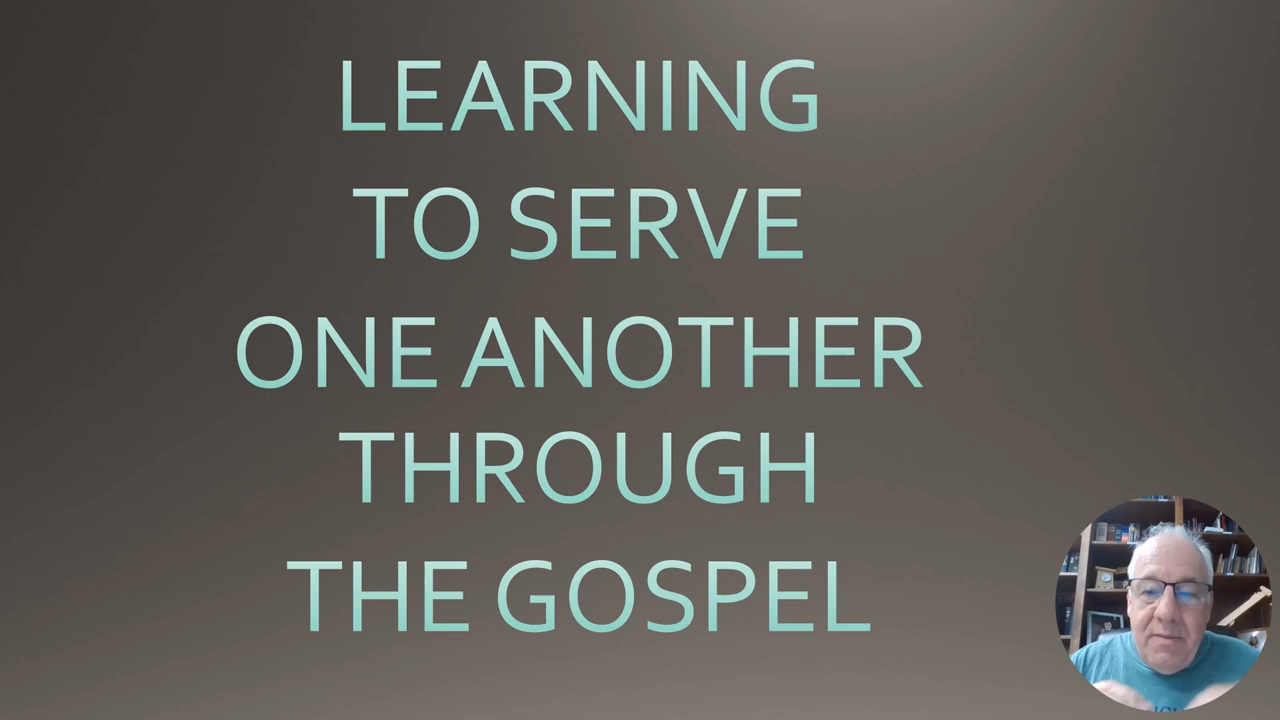 LEARNING
TO SERVE
ONE ANOTHER
THROUGH
THE GOSPEL